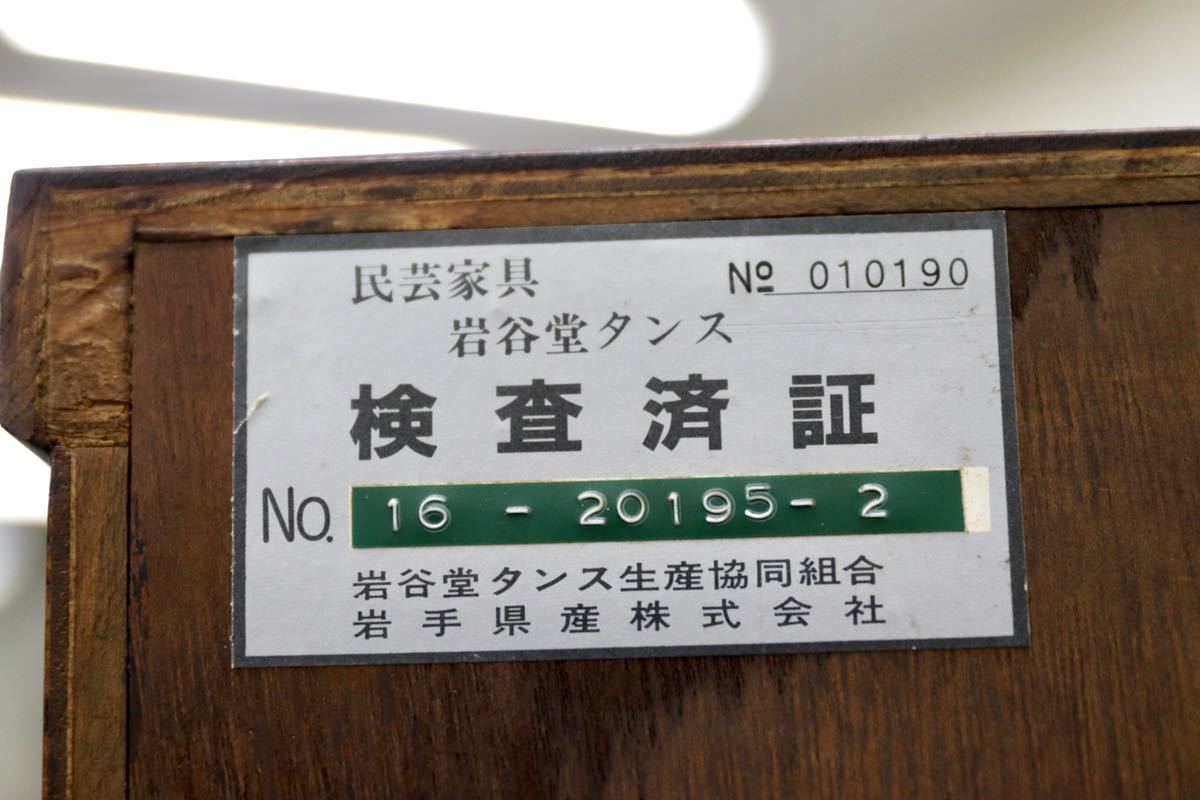 民芸家具 № 010190
岩谷堂タンス
検査済証
No. 16 - 20195- 2
岩谷堂タンス生産協同組合
岩手県産株式会社